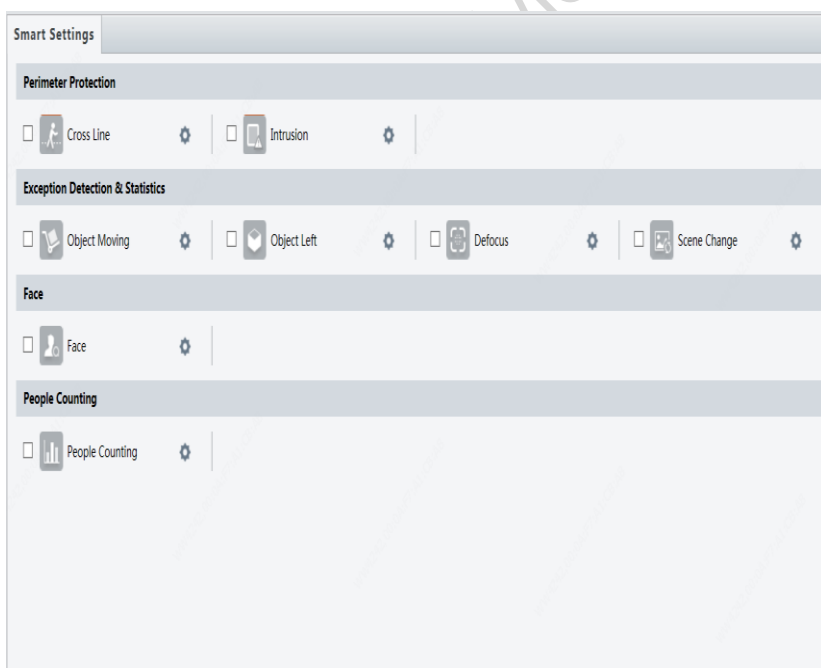 Smart Settings
Perimeter Protection
Cross Line
Intrusion
Exception Detection & Statistics
Object Moving
Object Left
Defocus
Scene Change
Face
Face
People Counting
People Counting